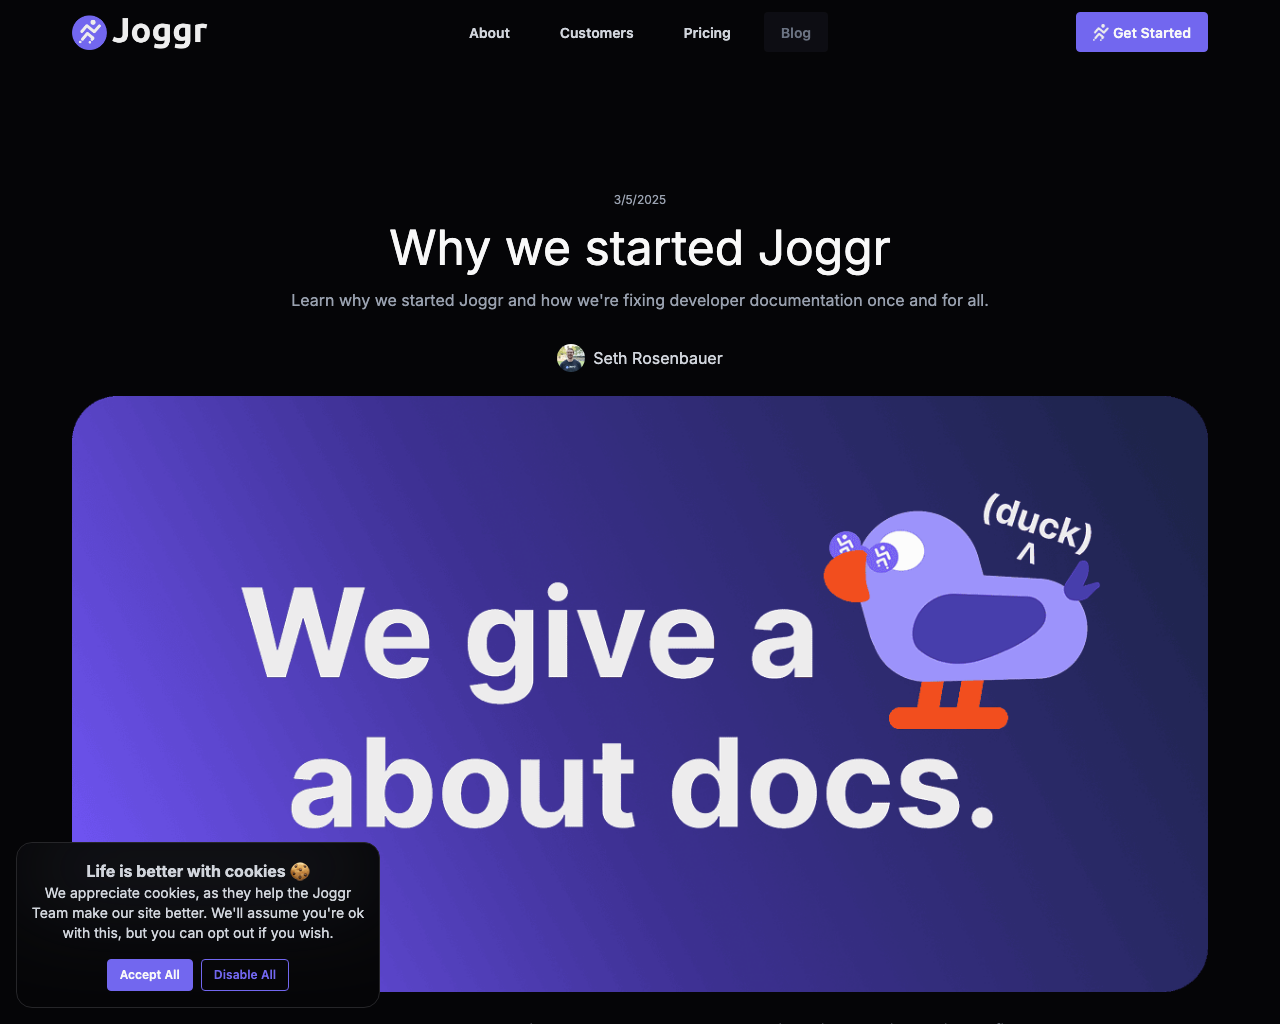 Joggr
About
Customers
Pricing
Blog
Get Started
3/5/2025
Why we started Joggr
Learn why we started Joggr and how we're fixing developer documentation once and for all.
Seth Rosenbauer
(duck)
^
We give a
about docs.
Life is better with cookies 🍪
We appreciate cookies, as they help the Joggr
Team make our site better. We'll assume you're ok
with this, but you can opt out if you wish.
Accept All
Disable All